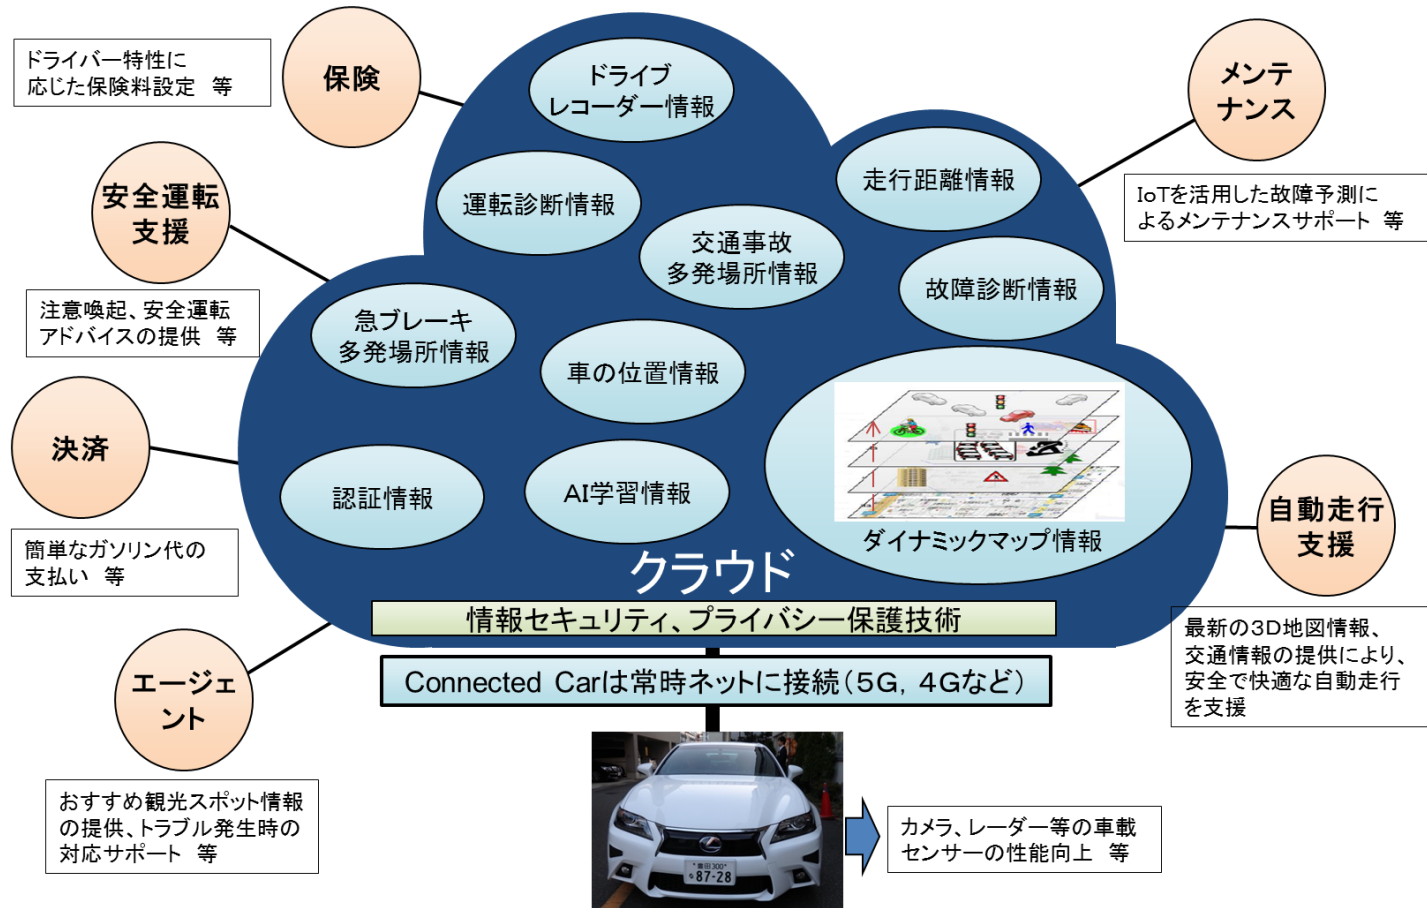 保険
ドライバー特性に
応じた保険料設定　等
安全運転
支援
注意喚起、安全運転
アドバイスの提供　等
決済
簡単なガソリン代の
支払い　等
エージェ
ント
おすすめ観光スポット情報
の提供、トラブル発生時の
対応サポート　等
ドライブ
レコーダー情報
運転診断情報
走行距離情報
交通事故
多発場所情報
故障診断情報
急ブレーキ
多発場所情報
車の位置情報
認証情報
AI学習情報
ダイナミックマップ情報
クラウド
情報セキュリティ、プライバシー保護技術
Connected Carは常時ネットに接続（5G，4Gなど）
豊田 300
な 87-28
カメラ、レーダー等の車載
センサーの性能向上　等
メンテ
ナンス
IoTを活用した故障予測に
よるメンテナンスサポート　等
自動走行
支援
最新の3D地図情報、
交通情報の提供により、
安全で快適な自動走行
を支援